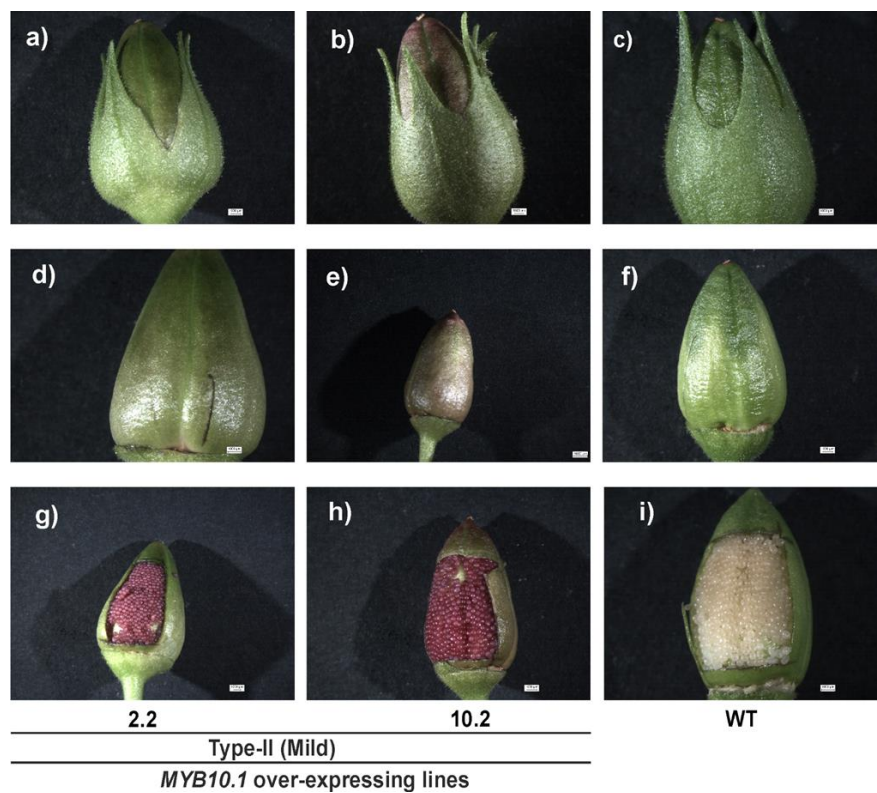 a)
b)
c)
d)
e)
f)
g)
h)
i)
2.2
10.2
WT
Type-II (Mild)
MYB10.1 over-expressing lines